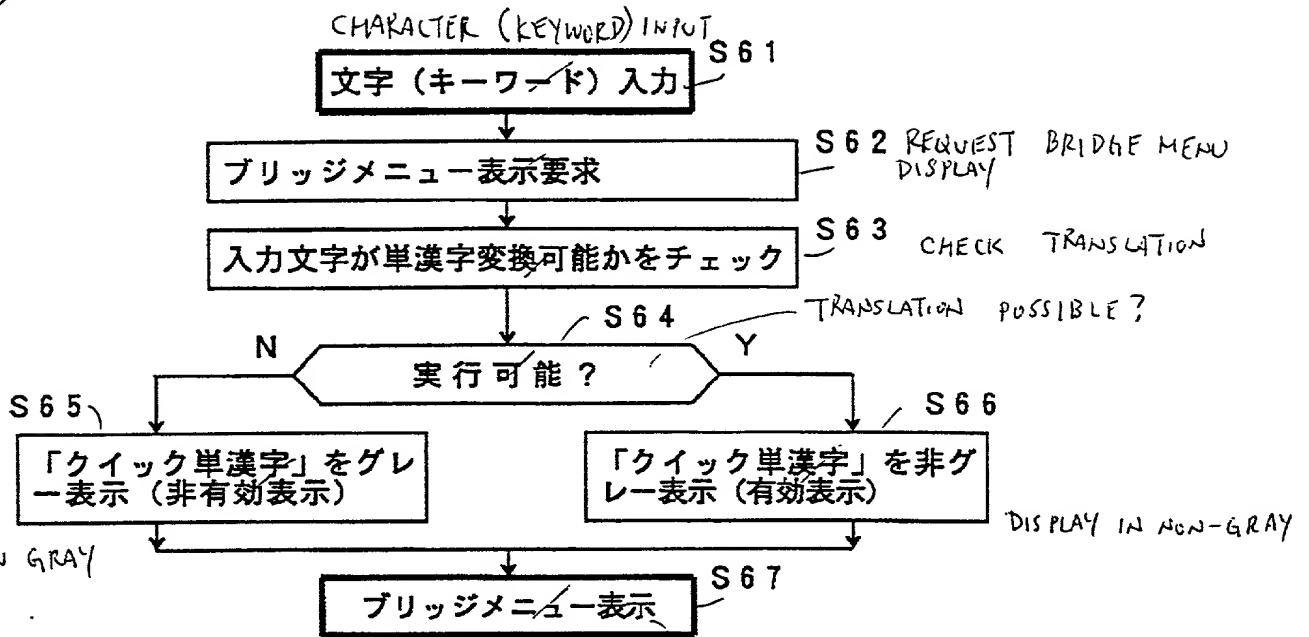 CHARACTER (KEYWORD) INPUT
S61
文字（キーワード）入力
S62 REQUEST BRIDGE MENU
DISPLAY
ブリッジメニュー表示要求
S63 CHECK TRANSLATION
入力文字が単漢字変換可能かをチェック
S64
TRANSLATION POSSIBLE?
N
実行可能？
Y
S65
S66
「クイック単漢字」をグレ
ー表示（非有効表示）
「クイック単漢字」を非グ
レー表示（有効表示）
GRAY
DISPLAY IN NON-GRAY
S67
ブリッジメニュー表示